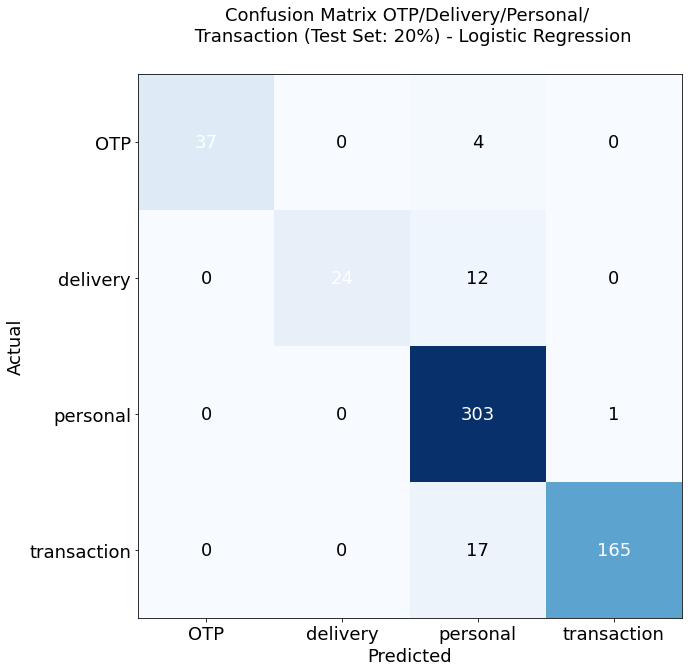 Confusion Matrix OTP/Delivery/Personal/
Transaction (Test Set: 20%) - Logistic Regression
OTP 37 0 4 0
delivery 0 24 12 0
Actual
personal 0 0 303 1
transaction 0 0 17 165
OTP delivery personal transaction
Predicted